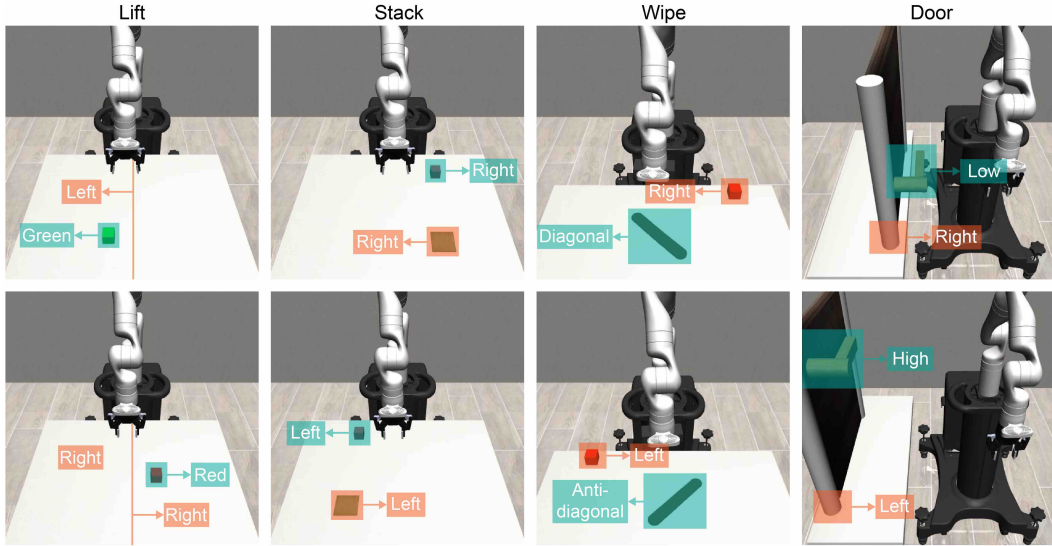 Lift
Stack
Wipe
Door
Left
Green
Right
Right
Right
Diagonal
Low
Right
Right
Red
Right
Left
Left
Left
Anti-
diagonal
High
Left